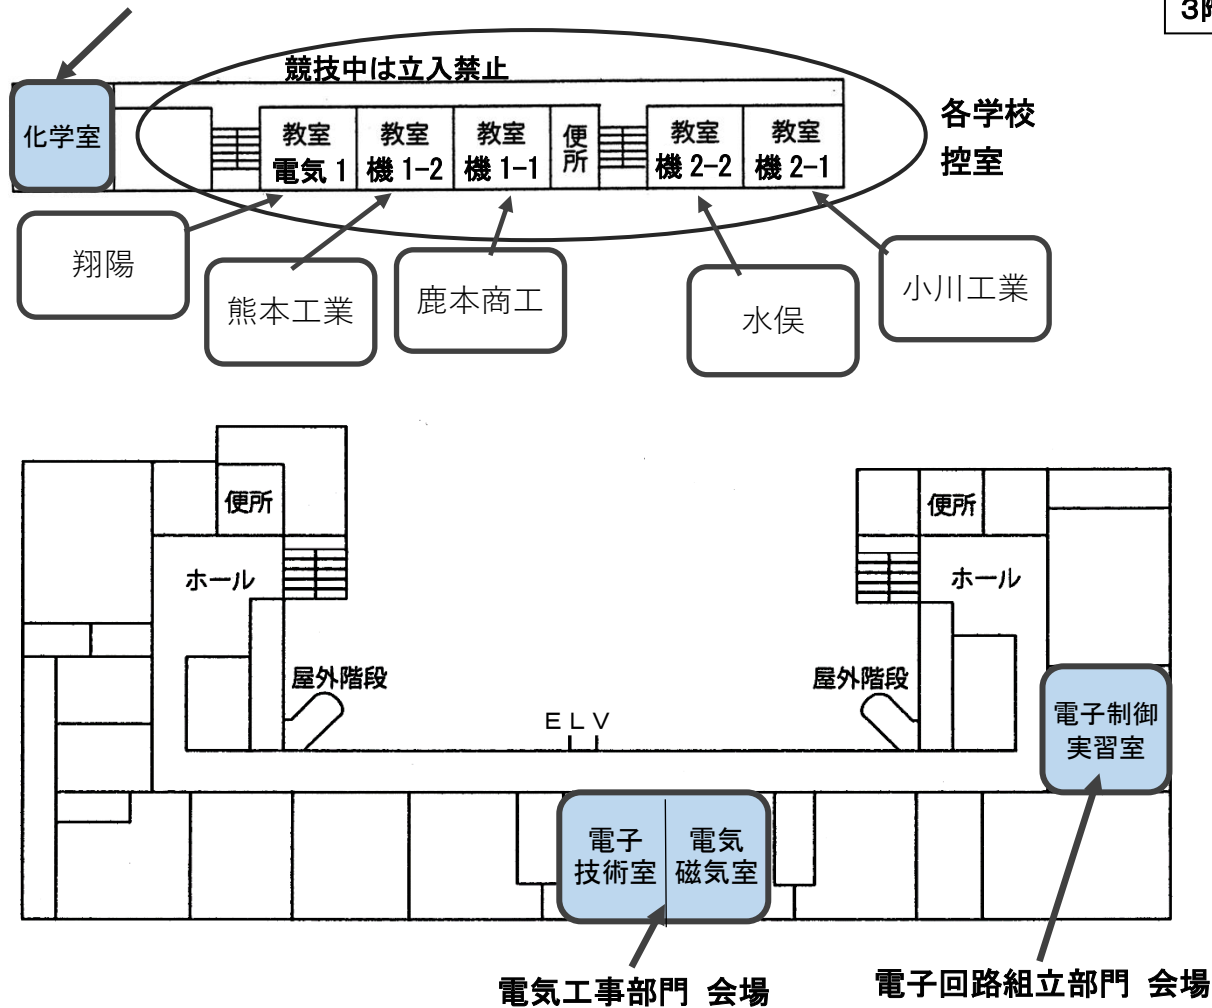 3階
競技中は立入禁止
化学室
教室
電気 1
教室
機 1-2
教室
機 1-1
便所
教室
機 2-2
教室
機 2-1
各学校
控室
翔陽
熊本工業
鹿本商工
水俣
小川工業
便所
便所
ホール
ホール
屋外階段
屋外階段
ＥＬＶ
電子制御
実習室
電子
技術室
電気
磁気室
電気工事部門 会場
電子回路組立部門 会場